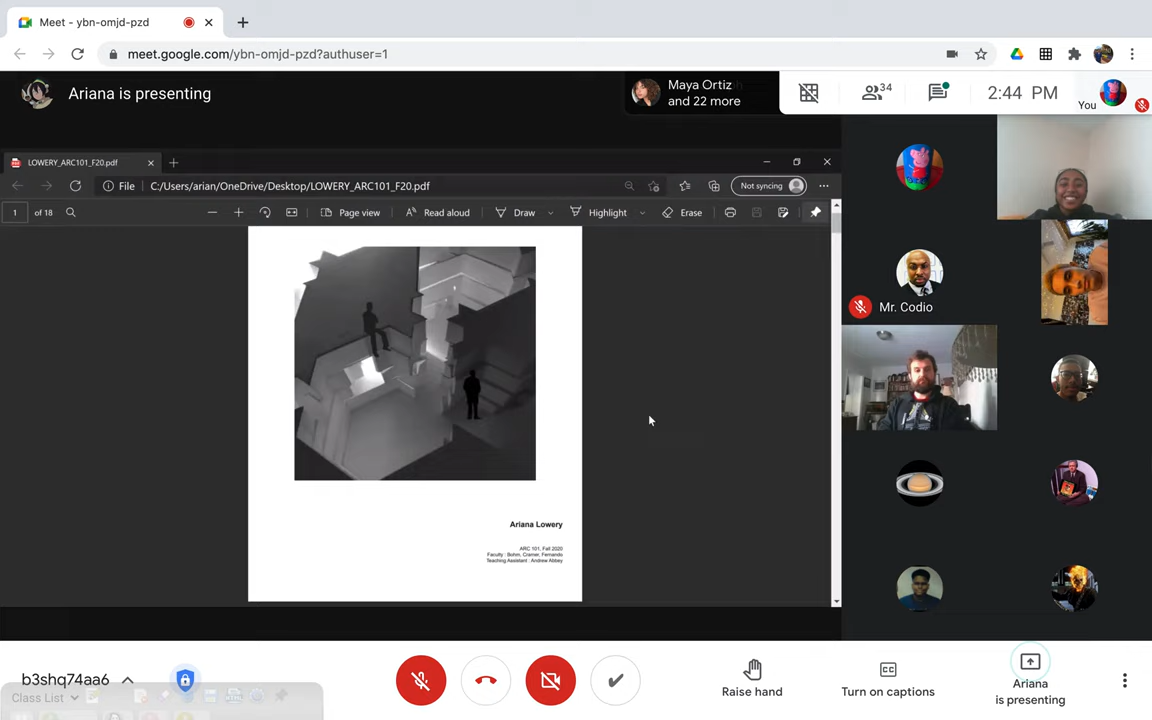 Meet - ybn-omjd-pzd
meet.google.com/ybn-omjd-pzd?authuser=1
Ariana is presenting
Maya Ortiz
and 22 more
34
2:44 PM
You
LOWERY_ARC101_F20.pdf
File
C:/Users/arian/OneDrive/Desktop/LOWERY_ARC101_F20.pdf
Not syncing
1 of 18
Page view
Read aloud
Draw
Highlight
Erase
Mr. Codio
Ariana Lowery
ARC 101, Fall 2020
Faculty : Bohm, Cramer, Fernando
Teaching Assistant : Andrew Abbey
b3shq74aa6
Class List
Raise hand
Turn on captions
Ariana
is presenting